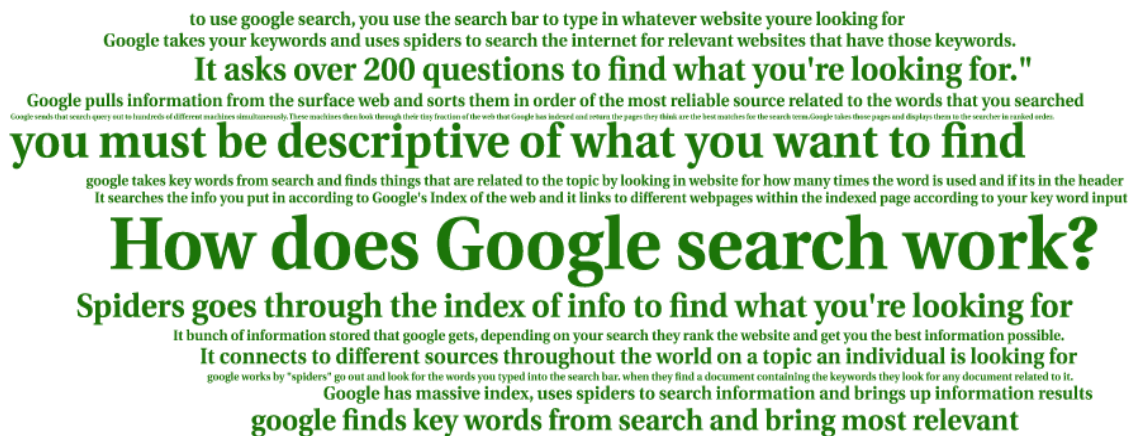 to use google search, you use the search bar to type in whatever website youre looking for
Google takes your keywords and uses spiders to search the internet for relevant websites that have those keywords.
It asks over 200 questions to find what you're looking for."
Google pulls information from the surface web and sorts them in order of the most reliable source related to the words that you searched
Google sends that search query out to hundreds of different machines simultaneously. These machines then look through their tiny fraction of the web that Google has indexed and return the pages they think are the best matches for the search term.Google takes those pages and displays them to the searcher in ranked order.
you must be descriptive of what you want to find
google takes key words from search and finds things that are related to the topic by looking in website for how many times the word is used and if its in the header
It searches the info you put in according to Google's Index of the web and it links to different webpages within the indexed page according to your key word input
How does Google search work?
Spiders goes through the index of info to find what you're looking for
It bunch of information stored that google gets, depending on your search they rank the website and get you the best information possible.
It connects to different sources throughout the world on a topic an individual is looking for
google works by "spiders" go out and look for the words you typed into the search bar. when they find a document containing the keywords they look for any document related to it.
Google has massive index, uses spiders to search information and brings up information results
google finds key words from search and bring most relevant